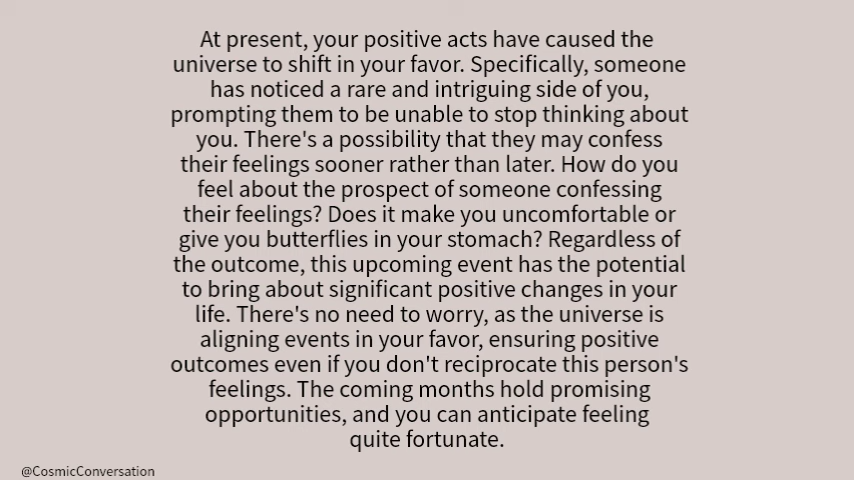 At present, your positive acts have caused the
universe to shift in your favor. Specifically, someone
has noticed a rare and intriguing side of you,
prompting them to be unable to stop thinking about
you. There's a possibility that they may confess
their feelings sooner rather than later. How do you
feel about the prospect of someone confessing
their feelings? Does it make you uncomfortable or
give you butterflies in your stomach? Regardless of
the outcome, this upcoming event has the potential
to bring about significant positive changes in your
life. There's no need to worry, as the universe is
aligning events in your favor, ensuring positive
outcomes even if you don't reciprocate this person's
feelings. The coming months hold promising
opportunities, and you can anticipate feeling
quite fortunate.
@CosmicConversation